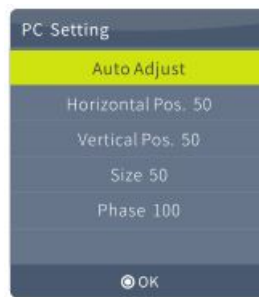 PC Setting
Auto Adjust
Horizontal Pos. 50
Vertical Pos. 50
Size 50
Phase 100
OK